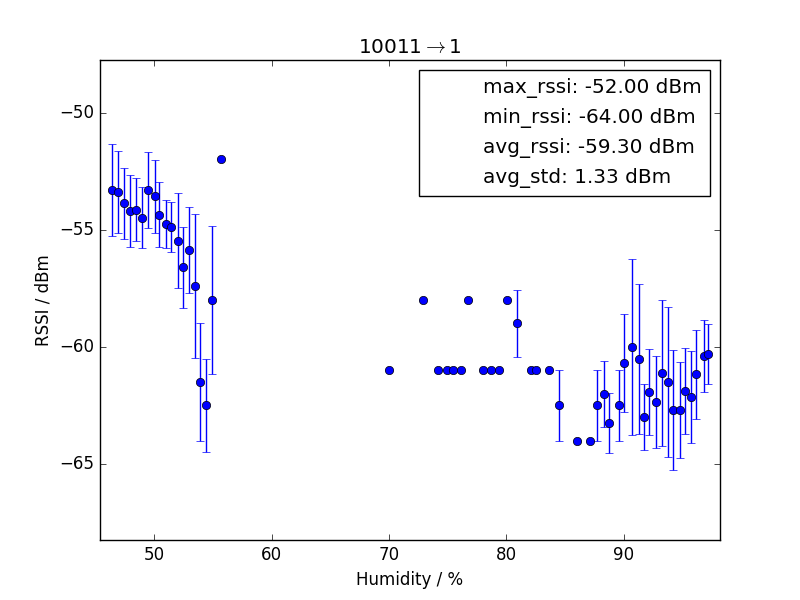 10011→1
max_rssi: -52.00 dBm
min_rssi: -64.00 dBm
avg_rssi: -59.30 dBm
avg_std: 1.33 dBm
RSSI / dBm
−50
−55
−60
−65
50 60 70 80 90
Humidity / %